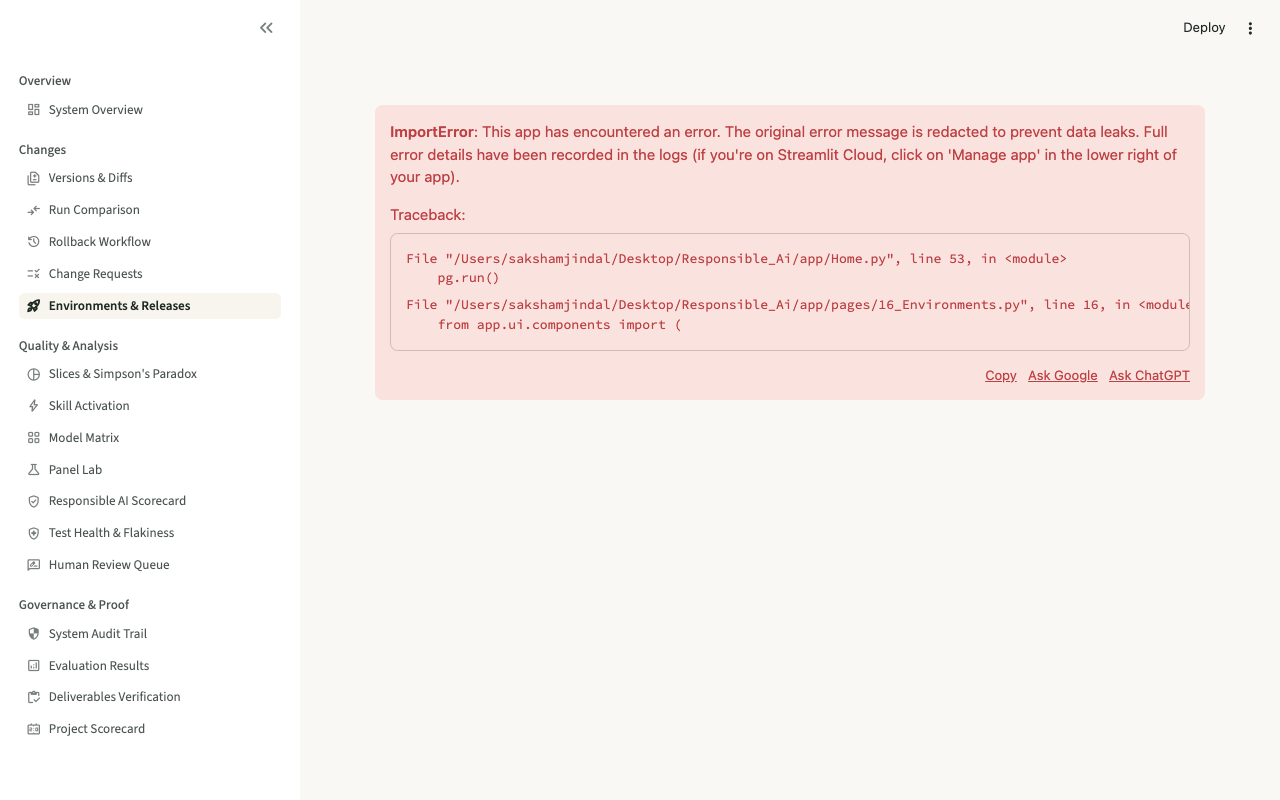 Deploy
Overview
System Overview
Changes
Versions & Diffs
Run Comparison
Rollback Workflow
Change Requests
Environments & Releases
Quality & Analysis
Slices & Simpson's Paradox
Skill Activation
Model Matrix
Panel Lab
Responsible AI Scorecard
Test Health & Flakiness
Human Review Queue
Governance & Proof
System Audit Trail
Evaluation Results
Deliverables Verification
Project Scorecard
ImportError: This app has encountered an error. The original error message is redacted to prevent data leaks. Full
error details have been recorded in the logs (if you're on Streamlit Cloud, click on 'Manage app' in the lower right of
your app).
Traceback:
File "/Users/sakshamjindal/Desktop/Responsible_Ai/app/Home.py", line 53, in <module>
pg.run()
File "/Users/sakshamjindal/Desktop/Responsible_Ai/app/pages/16_Environments.py", line 16, in <module
from app.ui.components import (
Copy Ask Google Ask ChatGPT